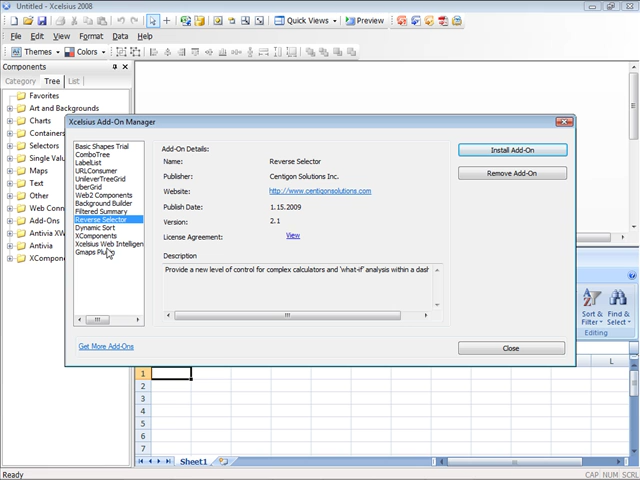 Untitled - Xcelsius 2008
Quick Views
Preview
File Edit View Format Data Help
Themes Colors
Components
Category Tree List
Favorites
Art and Backgrounds
Charts
Containers
Selectors
Single Valu
Maps
Text
Other
Web Conn
Add-Ons
Antivia XW
Antivia
XCompone
Xcelsius Add-On Manager
Basic Shapes Trial
ComboTree
LabelList
URLConsumer
UnleverTreeGrid
UberGrid
Web2 Components
Background Builder
Filtered Summary
Reverse Selector
Dynamic Sort
XComponents
Xcelsius Web Intelligen
Gmaps Plugin
Add-On Details:
Name: Reverse Selector
Publisher: Centigon Solutions Inc.
Website: http://www.centigonsolutions.com
Publish Date: 1.15.2009
Version: 2.1
License Agreement: View
Description
Provide a new level of control for complex calculators and 'what-if' analysis within a dash
Install Add-On
Remove Add-On
Get More Add-Ons
Close
Sort & Filter
Find & Select
Editing
L
1
2
3
4
5
6
7
Sheet1
Ready
CAP NUM SCRL